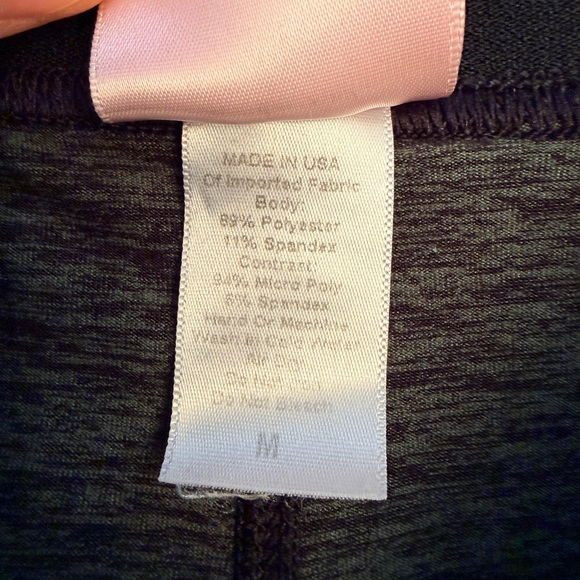 MADE IN USA
Of Imported Fabric
Body:
89% Polyester
11% Spandex
Contrast:
94% Micro Poly
6% Spandex
Hand Or Machine
Wash in Cold Water
Air Dry
Do Not Iron
Do Not Bleach
M